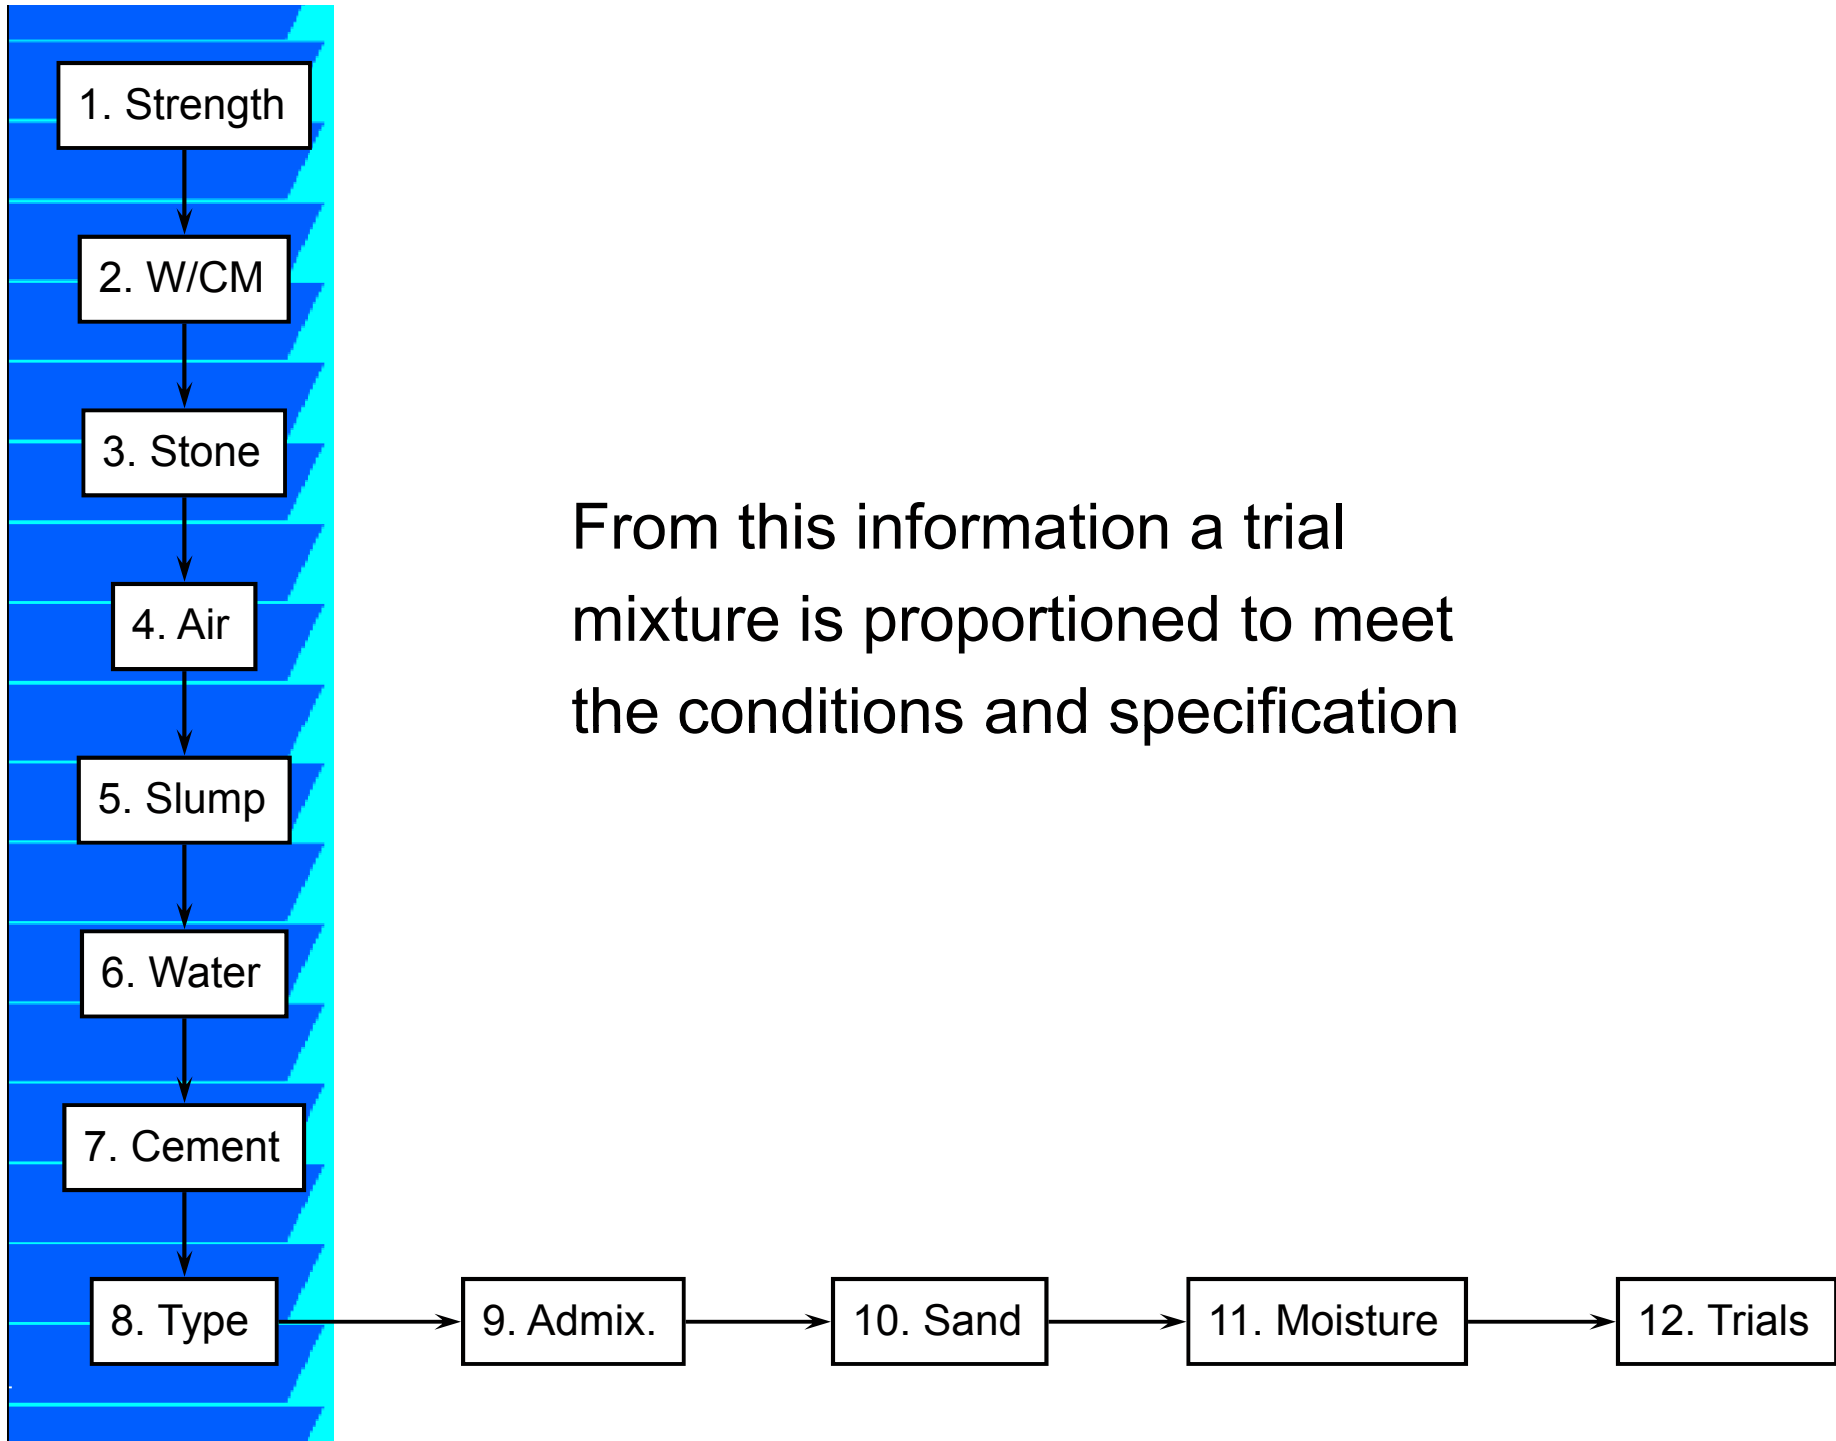 1. Strength
2. W/CM
3. Stone
4. Air
5. Slump
6. Water
7. Cement
8. Type
9. Admix.
10. Sand
11. Moisture
12. Trials
From this information a trial
mixture is proportioned to meet
the conditions and specification